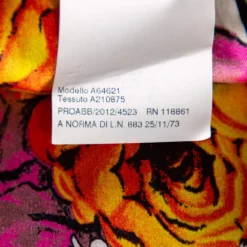 Modello A64621
Tessuto A210875
PROABB/2012/4523 RN 118861
A NORMA DI L.N. 883 25/11/73